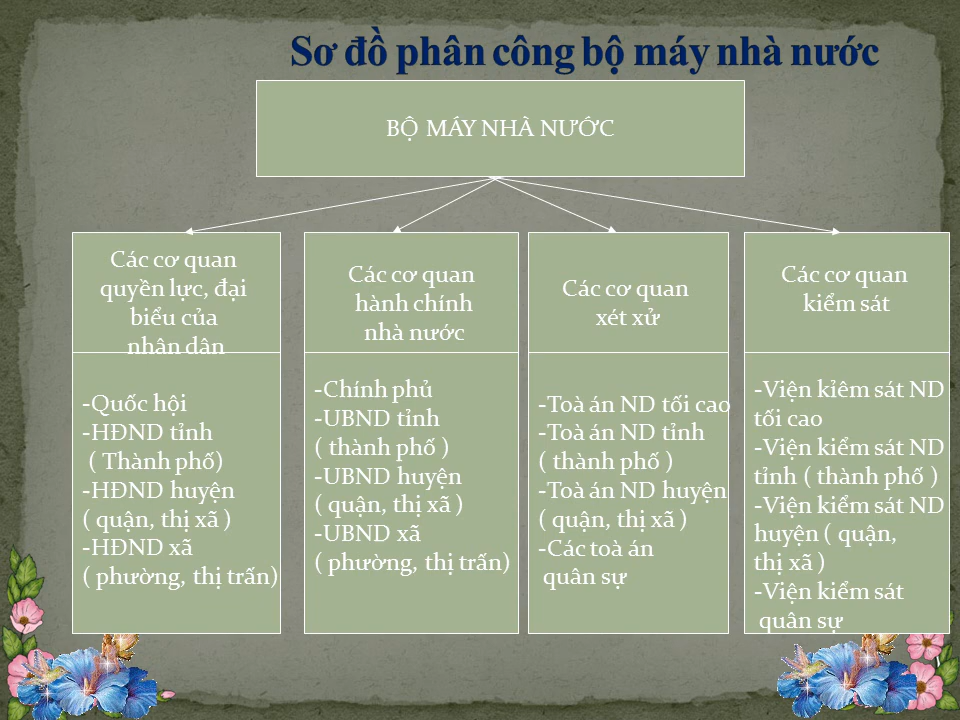 Sơ đồ phân công bộ máy nhà nước
BỘ MÁY NHÀ NƯỚC
Các cơ quan
quyền lực, đại
biểu của
nhân dân
-Quốc hội
-HĐND tỉnh
( Thành phố)
-HĐND huyện
( quận, thị xã )
-HĐND xã
( phường, thị trấn)
Các cơ quan
hành chính
nhà nước
-Chính phủ
-UBND tỉnh
( thành phố )
-UBND huyện
( quận, thị xã )
-UBND xã
( phường, thị trấn)
Các cơ quan
xét xử
-Toà án ND tối cao
-Toà án ND tỉnh
( thành phố )
-Toà án ND huyện
( quận, thị xã )
-Các toà án
quân sự
Các cơ quan
kiểm sát
-Viện kiểm sát ND
tối cao
-Viện kiểm sát ND
tỉnh ( thành phố )
-Viện kiểm sát ND
huyện ( quận,
thị xã )
-Viện kiểm sát
quân sự